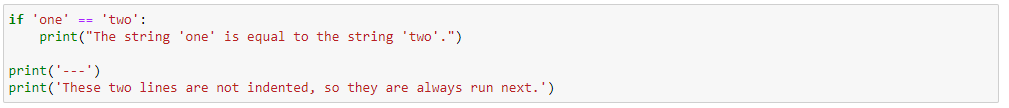 if 'one' == 'two':
    print("The string 'one' is equal to the string 'two'.")

print('---')
print('These two lines are not indented, so they are always run next.')